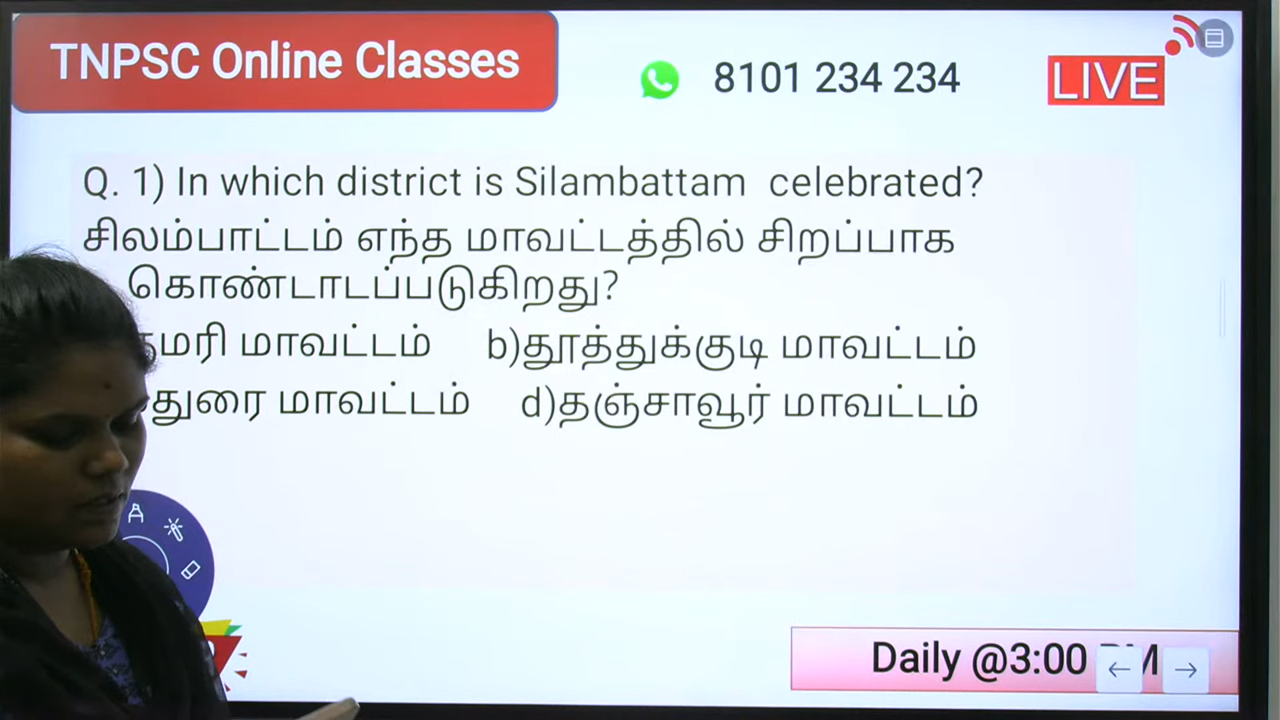 TNPSC Online Classes
8101 234 234
LIVE
Q. 1) In which district is Silambattam celebrated?
சிலம்பாட்டம் எந்த மாவட்டத்தில் சிறப்பாக
கொண்டாடப்படுகிறது?
மாவட்டம் b)தூத்துக்குடி மாவட்டம்
மாவட்டம் d)தஞ்சாவூர் மாவட்டம்
Daily @3:00 PM